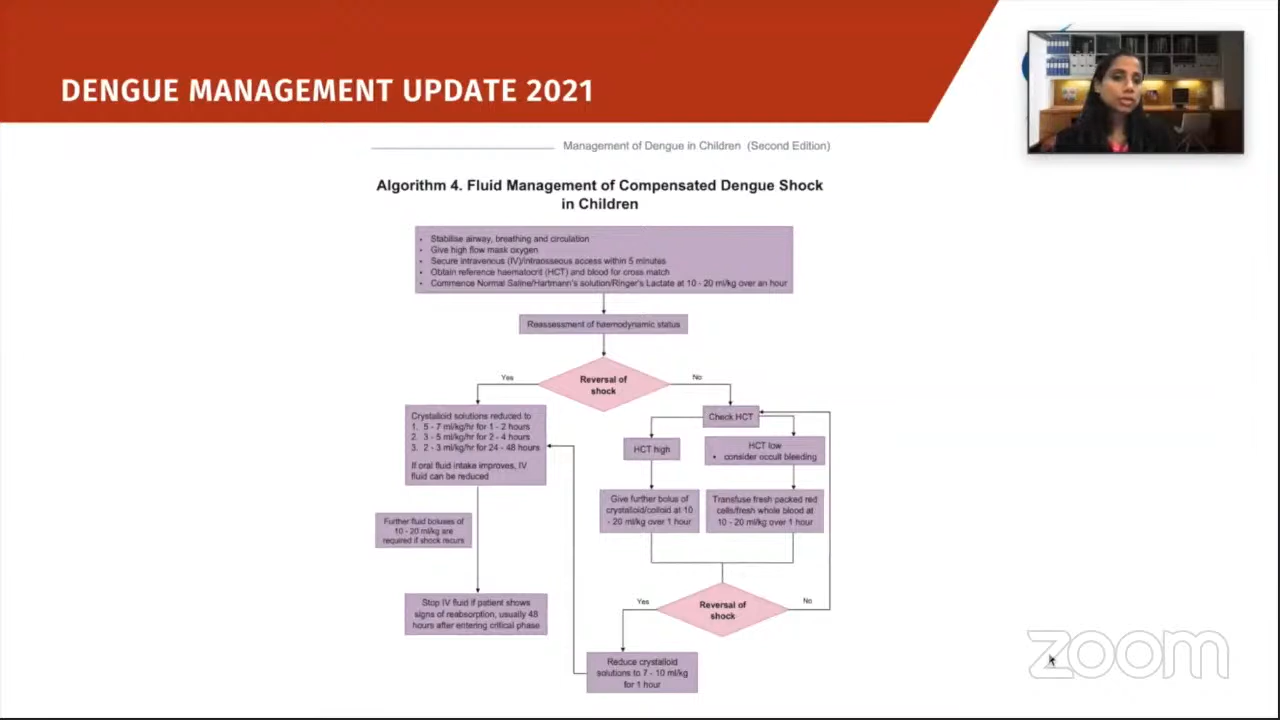 DENGUE MANAGEMENT UPDATE 2021
Management of Dengue in Children (Second Edition)
Algorithm 4. Fluid Management of Compensated Dengue Shock
in Children
• Stabilise airway, breathing and circulation
• Give high flow mask oxygen
• Secure intravenous (IV)/intraosseous access within 5 minutes
• Obtain reference haematocrit (HCT) and blood for cross match
• Commence Normal Saline/Hartmann's solution/Ringer's Lactate at 10 - 20 ml/kg over an hour
Reassessment of haemodynamic status
Reversal of
shock
Yes
No
Crystalloid solutions reduced to
1. 5 - 7 ml/kg/hr for 1 - 2 hours
2. 3 - 5 ml/kg/hr for 2 - 4 hours
3. 2 - 3 ml/kg/hr for 24 - 48 hours
If oral fluid intake improves, IV
fluid can be reduced
Check HCT
HCT high
HCT low
• consider occult bleeding
Give further bolus of
crystalloid/colloid at 10
- 20 ml/kg over 1 hour
Transfuse fresh packed red
cells/fresh whole blood at
10 - 20 ml/kg over 1 hour
Further fluid boluses of
10 - 20 ml/kg are
required if shock recurs
Stop IV fluid if patient shows
signs of reabsorption, usually 48
hours after entering critical phase
Reversal of
shock
Yes
No
Reduce crystalloid
solutions to 7 - 10 ml/kg
for 1 hour
zoom